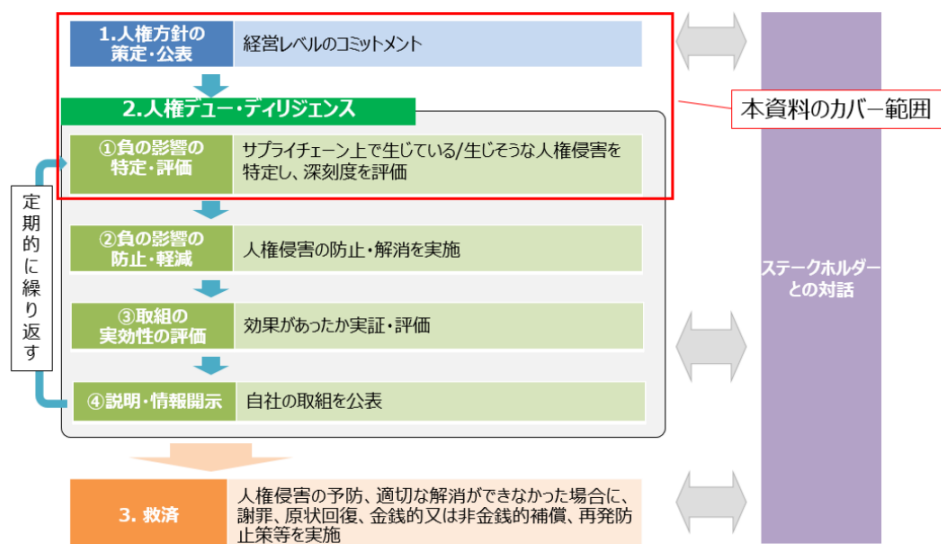 1.人権方針の
策定・公表
経営レベルのコミットメント
2.人権デュー・ディリジェンス
本資料のカバー範囲
①負の影響の
特定・評価
サプライチェーン上で生じている/生じそうな人権侵害を
特定し、深刻度を評価
定期的に繰り返す
②負の影響の
防止・軽減
人権侵害の防止・解消を実施
ステークホルダー
との対話
③取組の
実効性の評価
効果があったか実証・評価
④説明・情報開示
自社の取組を公表
3. 救済
人権侵害の予防、適切な解消ができなかった場合に、
謝罪、原状回復、金銭的又は非金銭的補償、再発防
止策等を実施